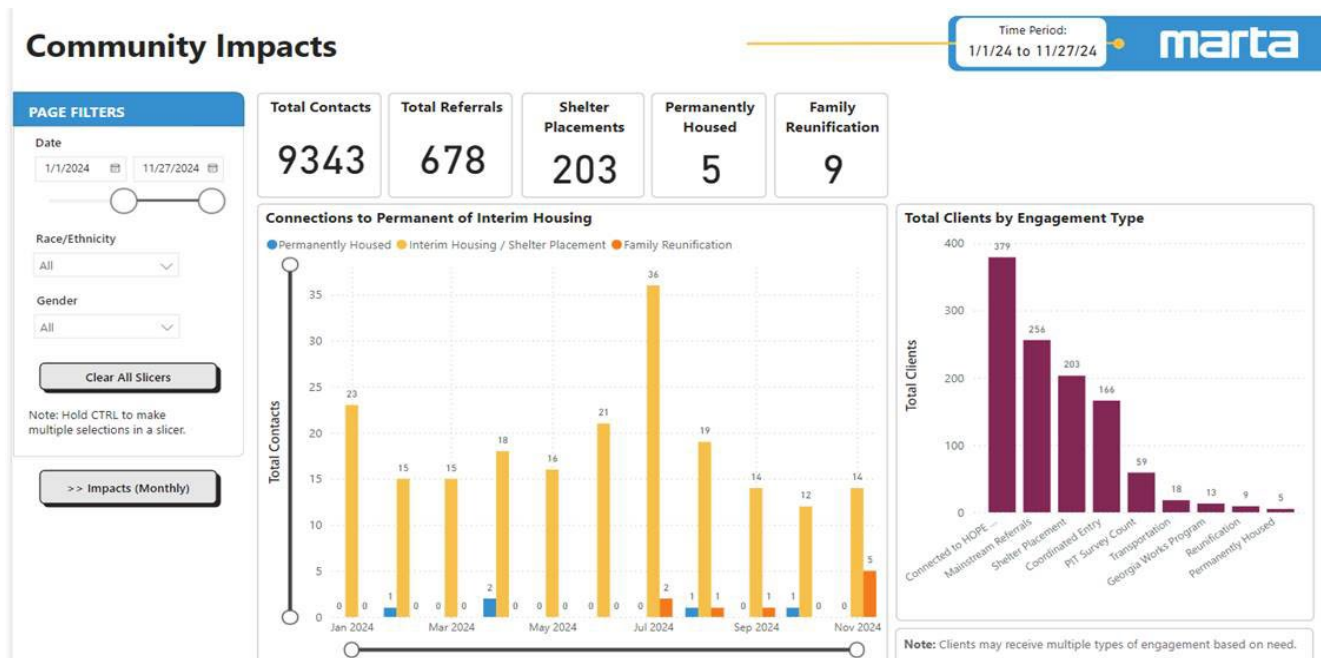 Community Impacts
Time Period:
1/1/24 to 11/27/24
marta
PAGE FILTERS
Date
1/1/2024
11/27/2024
Race/Ethnicity
All
Gender
All
Clear All Slicers
Note: Hold CTRL to make
multiple selections in a slicer.
>> Impacts (Monthly)
Total Contacts
9343
Total Referrals
678
Shelter
Placements
203
Permanently
Housed
5
Family
Reunification
9
Connections to Permanent of Interim Housing
Permanently Housed Interim Housing / Shelter Placement Family Reunification
Total Contacts
35
30
25
20
15
10
5
0
0 23 0
1 15 0
0 15 0
2 18 0
0 16 0
0 21 0
0 36 2
1 19 1
0 14 1
1 12 0
0 14 5
Jan 2024 Mar 2024 May 2024 Jul 2024 Sep 2024 Nov 2024
Total Clients by Engagement Type
Total Clients
400
300
200
100
0
379 256 203 166 59 18 13 9 5
Connected to HOPE ...
Mainstream Referrals
Shelter Placement
Coordinated Entry
PIT Survey Count
Transportation
Georgia Works Program
Reunification
Permanently Housed
Note: Clients may receive multiple types of engagement based on need.